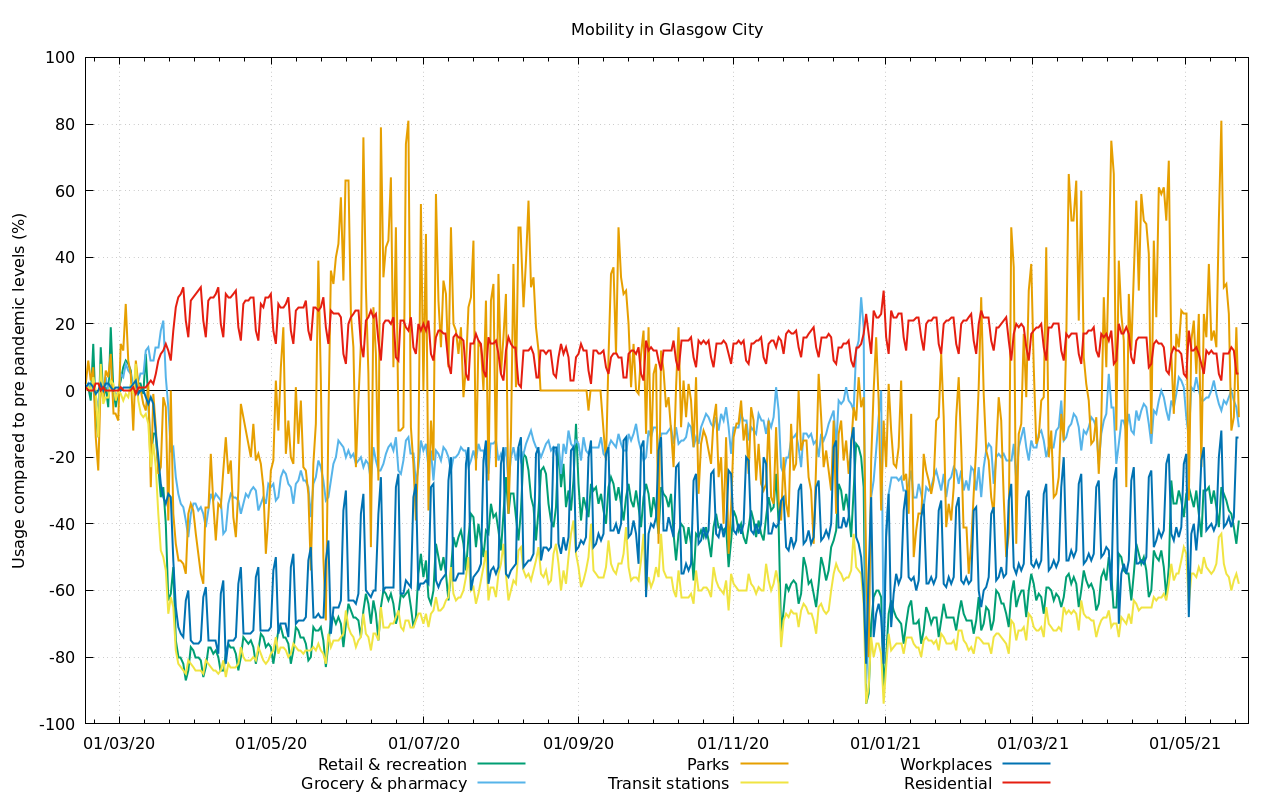 Mobility in Glasgow City
Usage compared to pre pandemic levels (%)
100
80
60
40
20
0
-20
-40
-60
-80
-100
01/03/20 01/05/20 01/07/20 01/09/20 01/11/20 01/01/21 01/03/21 01/05/21
Retail & recreation Parks Workplaces
Grocery & pharmacy Transit stations Residential